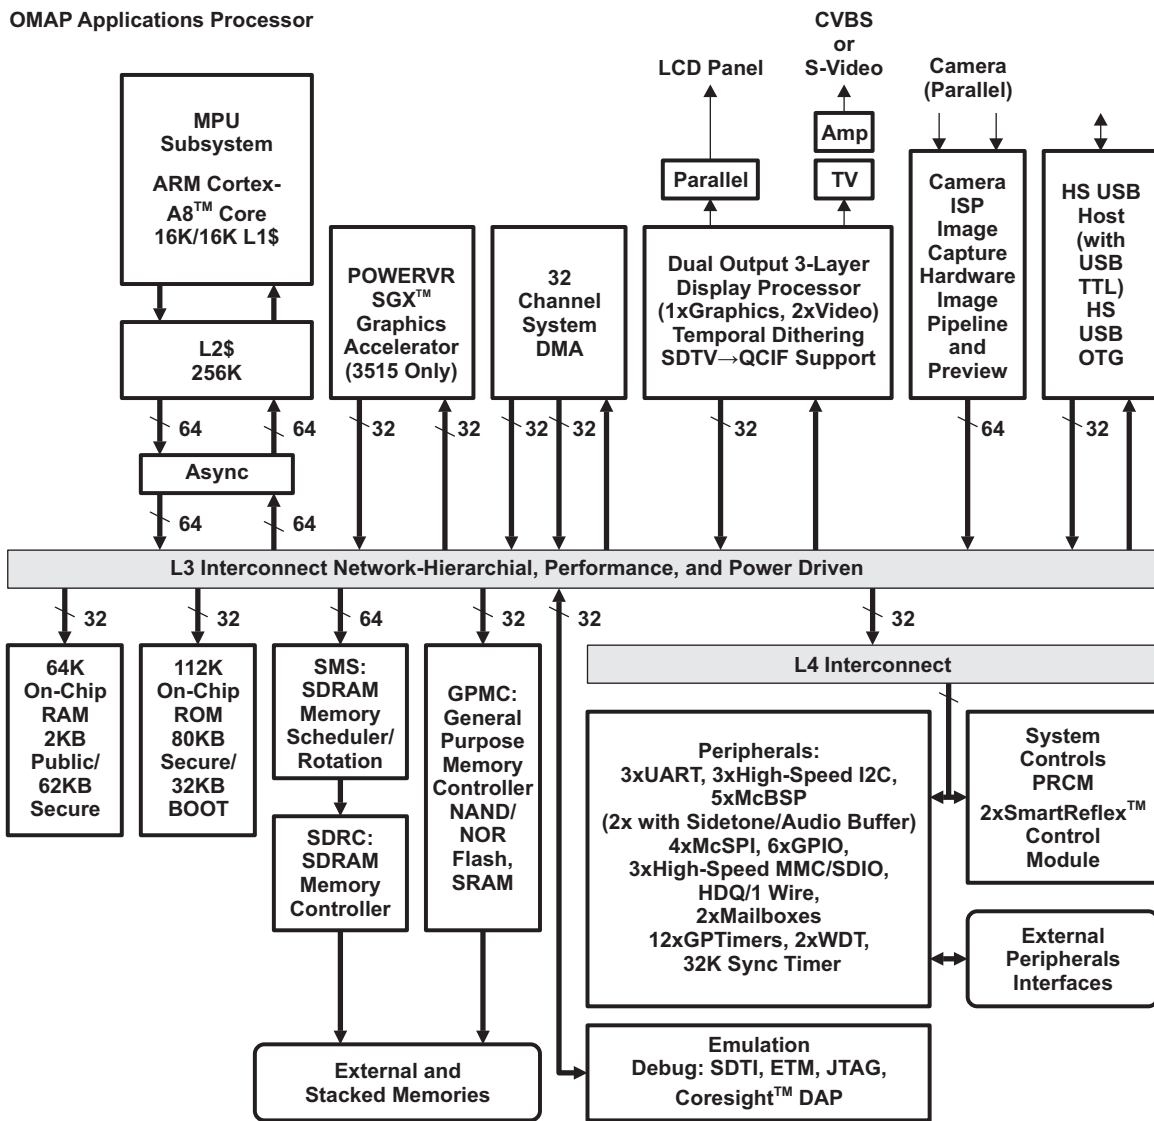 OMAP Applications Processor
CVBS
or
S-Video
LCD Panel
Camera
(Parallel)
MPU
Subsystem
ARM Cortex-
A8™ Core
16K/16K L1$
Amp
Parallel
TV
L2$
256K
POWERVR
SGX™
Graphics
Accelerator
(3515 Only)
32
Channel
System
DMA
Dual Output 3-Layer
Display Processor
(1xGraphics, 2xVideo)
Temporal Dithering
SDTV→QCIF Support
Camera
ISP
Image
Capture
Hardware
Image
Pipeline
and
Preview
HS USB
Host
(with
USB
TTL)
HS
USB
OTG
64
64
32
32
32
32
32
64
32
Async
64
64
L3 Interconnect Network-Hierarchial, Performance, and Power Driven
32
32
64
32
32
32
64K
On-Chip
RAM
2KB
Public/
62KB
Secure
112K
On-Chip
ROM
80KB
Secure/
32KB
BOOT
SMS:
SDRAM
Memory
Scheduler/
Rotation
SDRC:
SDRAM
Memory
Controller
GPMC:
General
Purpose
Memory
Controller
NAND/
NOR
Flash,
SRAM
L4 Interconnect
Peripherals:
3xUART, 3xHigh-Speed I2C,
5xMcBSP
(2x with Sidetone/Audio Buffer)
4xMcSPI, 6xGPIO,
3xHigh-Speed MMC/SDIO,
HDQ/1 Wire,
2xMailboxes
12xGPTimers, 2xWDT,
32K Sync Timer
System
Controls
PRCM
2xSmartReflex™
Control
Module
External
Peripherals
Interfaces
External and
Stacked Memories
Emulation
Debug: SDTI, ETM, JTAG,
Coresight™ DAP